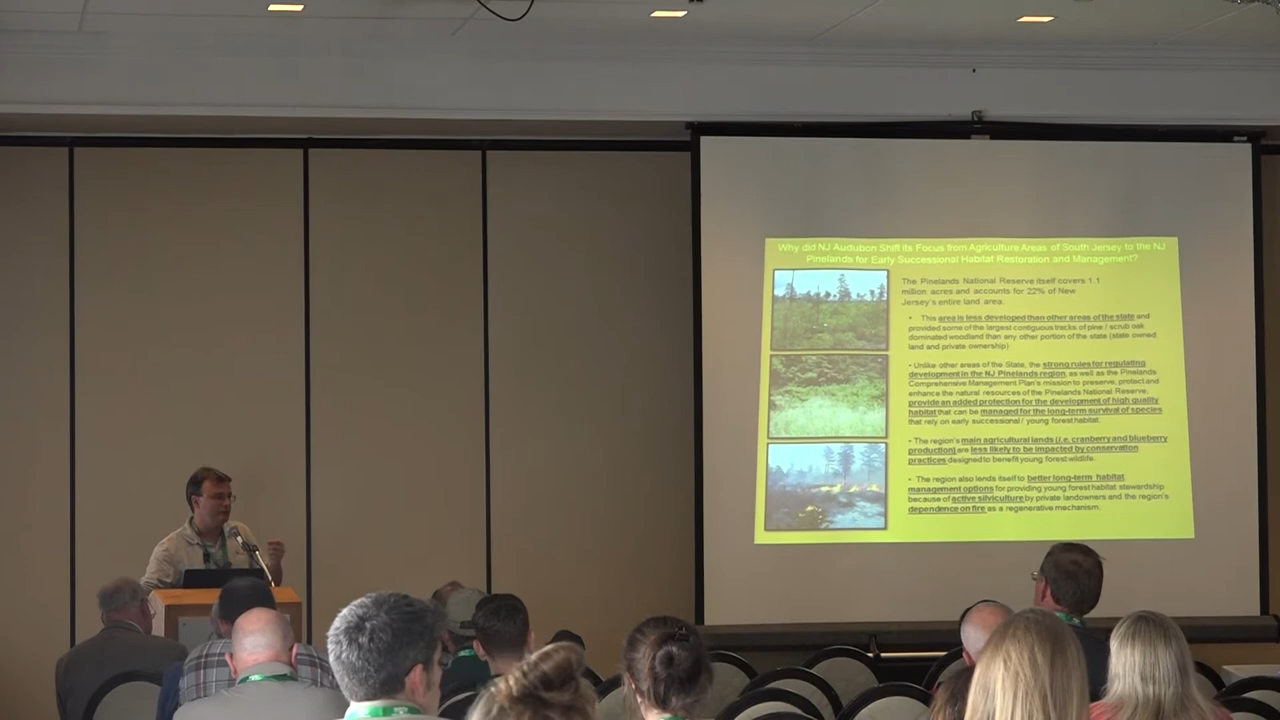 Why did NJ Audubon Shift its Focus from Agriculture Areas of South Jersey to the NJ
Pinelands for Early Successional Habitat Restoration and Management?
The Pinelands National Reserve itself covers 1.1
million acres and accounts for 22% of New
Jersey's entire land area.
• This area is less developed than other areas of the state and
provided some of the largest contiguous tracks of pine / scrub oak
dominated woodland than any other portion of the state (state owned
land and private ownership)
• Unlike other areas of the State, the strong rules for regulating
development in the NJ Pinelands region, as well as the Pinelands
Comprehensive Management Plan's mission to preserve, protect and
enhance the natural resources of the Pinelands National Reserve,
provide an added protection for the development of high quality
habitat that can be managed for the long-term survival of species
that rely on early successional / young forest habitat.
• The region's main agricultural lands (i.e. cranberry and blueberry
production) are less likely to be impacted by conservation
practices designed to benefit young forest wildlife.
• The region also lends itself to better long-term habitat
management options for providing young forest habitat stewardship
because of active silviculture by private landowners and the region's
dependence on fire as a regenerative mechanism.